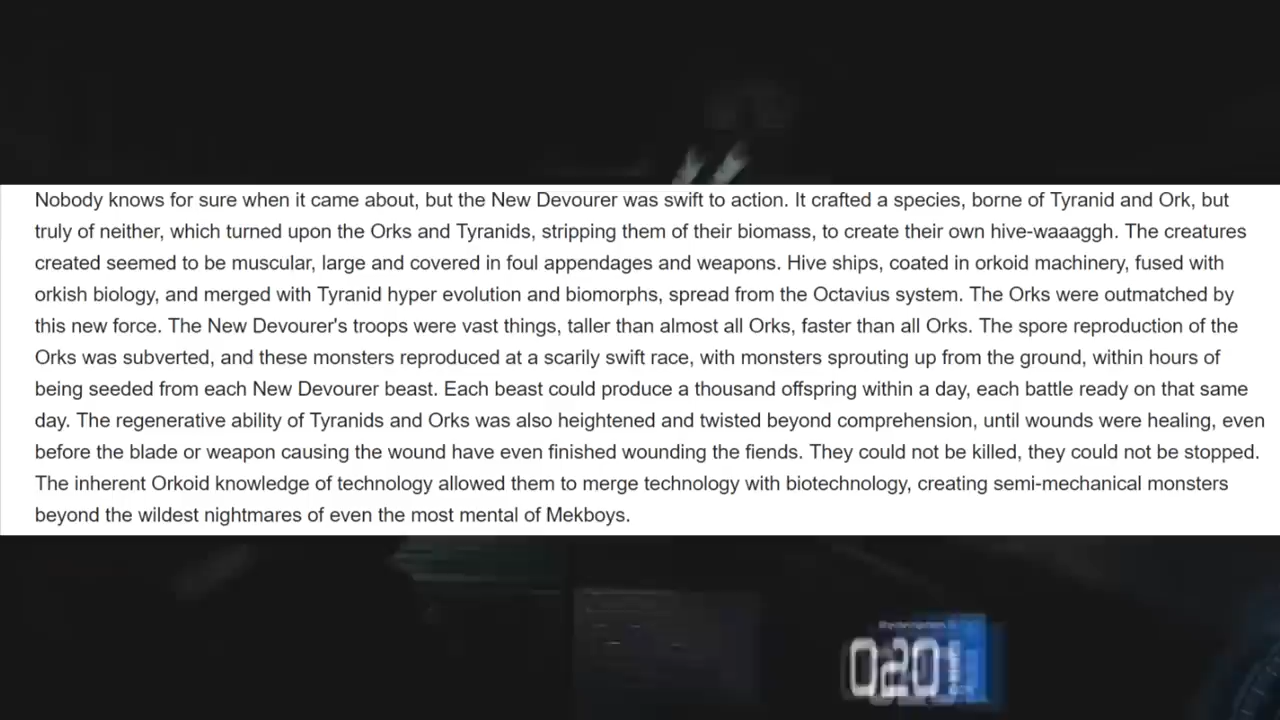 Nobody knows for sure when it came about, but the New Devourer was swift to action. It crafted a species, borne of Tyranid and Ork, but
truly of neither, which turned upon the Orks and Tyranids, stripping them of their biomass, to create their own hive-waaaggh. The creatures
created seemed to be muscular, large and covered in foul appendages and weapons. Hive ships, coated in orkoid machinery, fused with
orkish biology, and merged with Tyranid hyper evolution and biomorphs, spread from the Octavius system. The Orks were outmatched by
this new force. The New Devourer's troops were vast things, taller than almost all Orks, faster than all Orks. The spore reproduction of the
Orks was subverted, and these monsters reproduced at a scarily swift race, with monsters sprouting up from the ground, within hours of
being seeded from each New Devourer beast. Each beast could produce a thousand offspring within a day, each battle ready on that same
day. The regenerative ability of Tyranids and Orks was also heightened and twisted beyond comprehension, until wounds were healing, even
before the blade or weapon causing the wound have even finished wounding the fiends. They could not be killed, they could not be stopped.
The inherent Orkoid knowledge of technology allowed them to merge technology with biotechnology, creating semi-mechanical monsters
beyond the wildest nightmares of even the most mental of Mekboys.
020